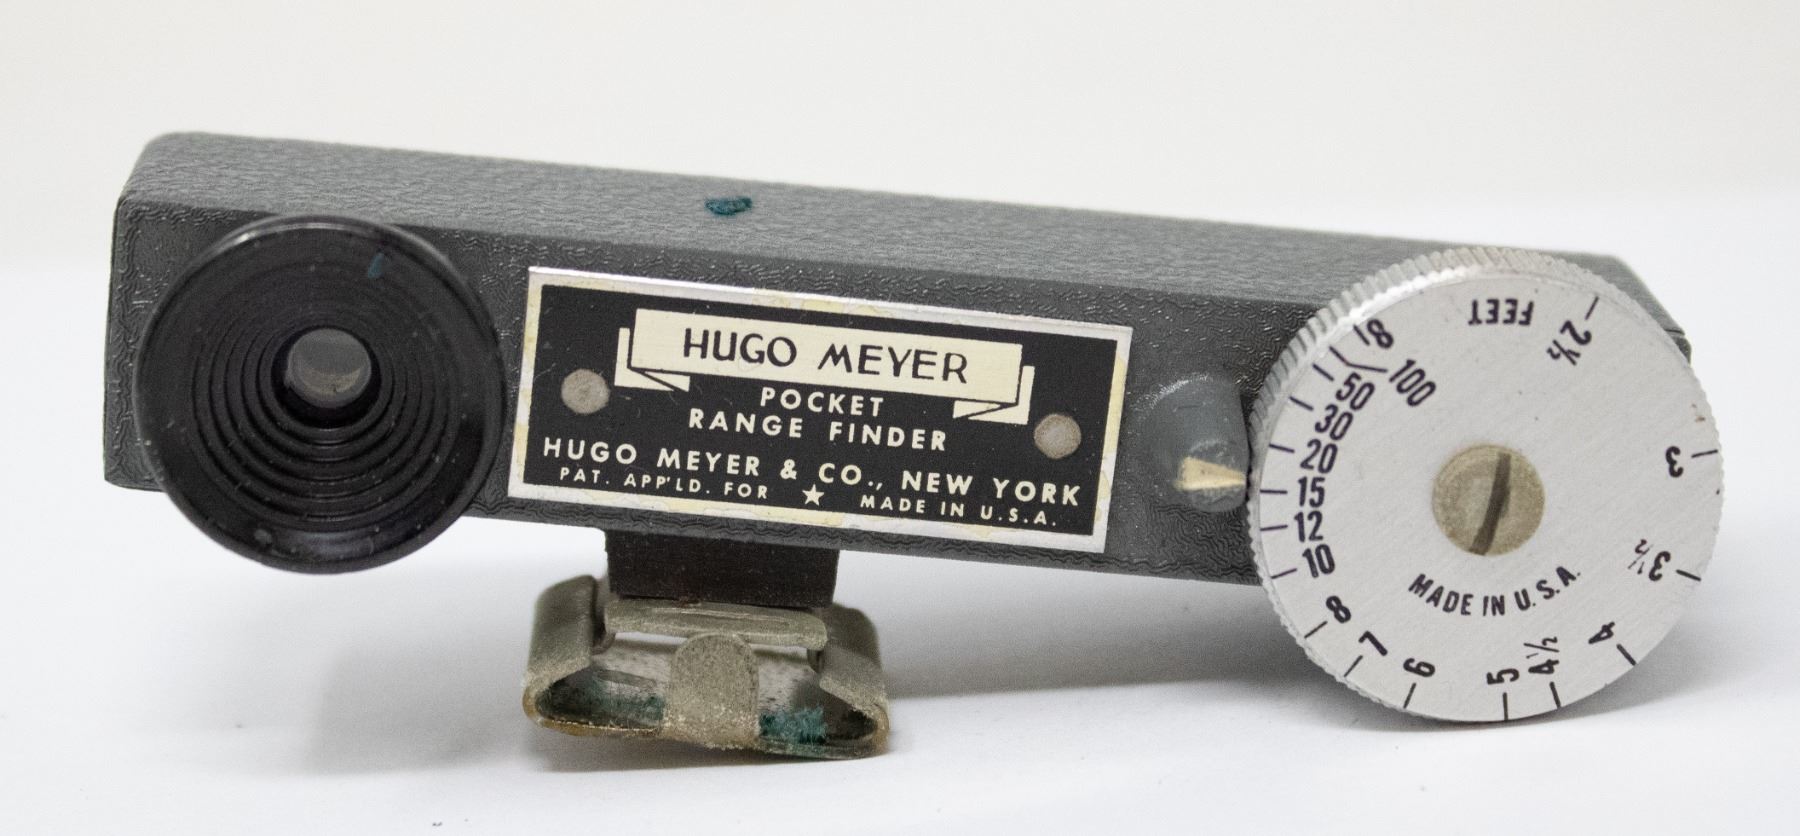 HUGO MEYER
POCKET
RANGE FINDER
HUGO MEYER & CO., NEW YORK
PAT. APP'LD. FOR ★ MADE IN U.S.A.
FEET
2½
3
3½
4
4½
5
6
7
8
10
12
15
20
30
50
100
∞
MADE IN U.S.A.